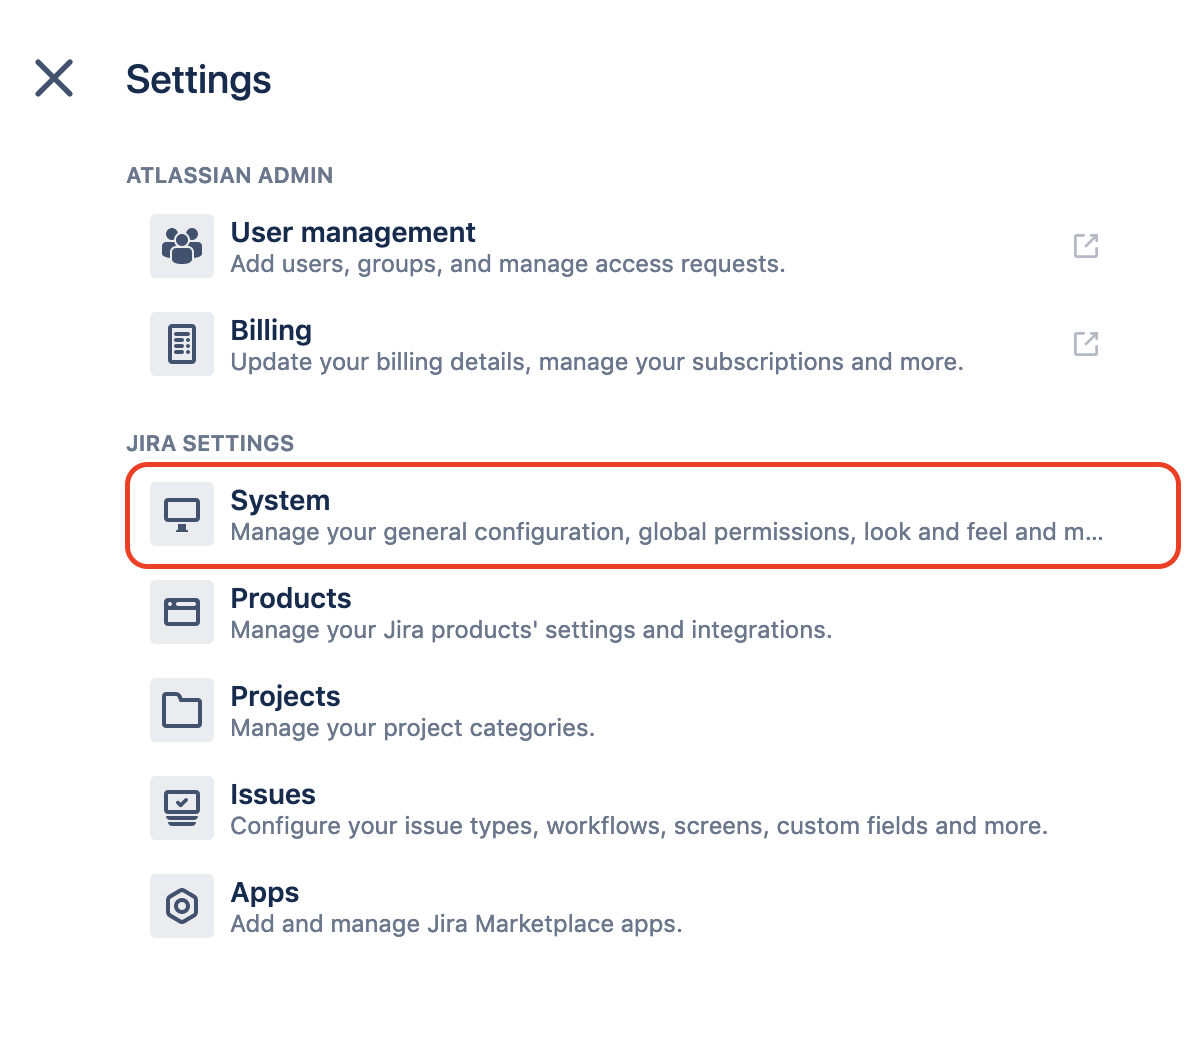 Settings
ATLASSIAN ADMIN
User management
Add users, groups, and manage access requests.
Billing
Update your billing details, manage your subscriptions and more.
JIRA SETTINGS
System
Manage your general configuration, global permissions, look and feel and m...
Products
Manage your Jira products' settings and integrations.
Projects
Manage your project categories.
Issues
Configure your issue types, workflows, screens, custom fields and more.
Apps
Add and manage Jira Marketplace apps.